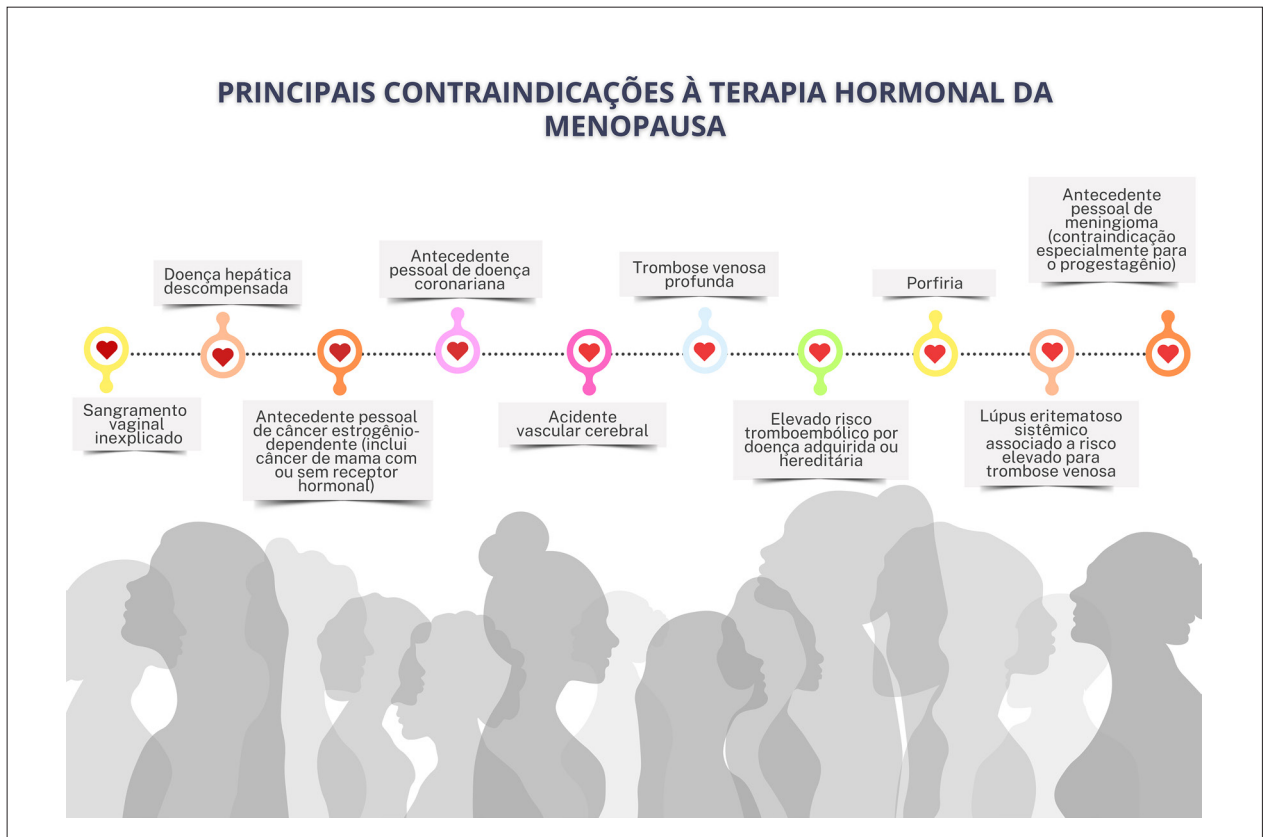 PRINCIPAIS CONTRAINDICAÇÕES À TERAPIA HORMONAL DA
MENOPAUSA
Sangramento
vaginal
inexplicado
Doença hepática
descompensada
Antecedente pessoal
de câncer estrogênio-
dependente (inclui
câncer de mama com
ou sem receptor
hormonal)
Antecedente
pessoal de doença
coronariana
Acidente
vascular cerebral
Trombose venosa
profunda
Elevado risco
tromboembólico por
doença adquirida ou
hereditária
Porfiria
Lúpus eritematoso
sistêmico
associado a risco
elevado para
trombose venosa
Antecedente
pessoal de
meningioma
(contraindicação
especialmente para
o progestagênio)